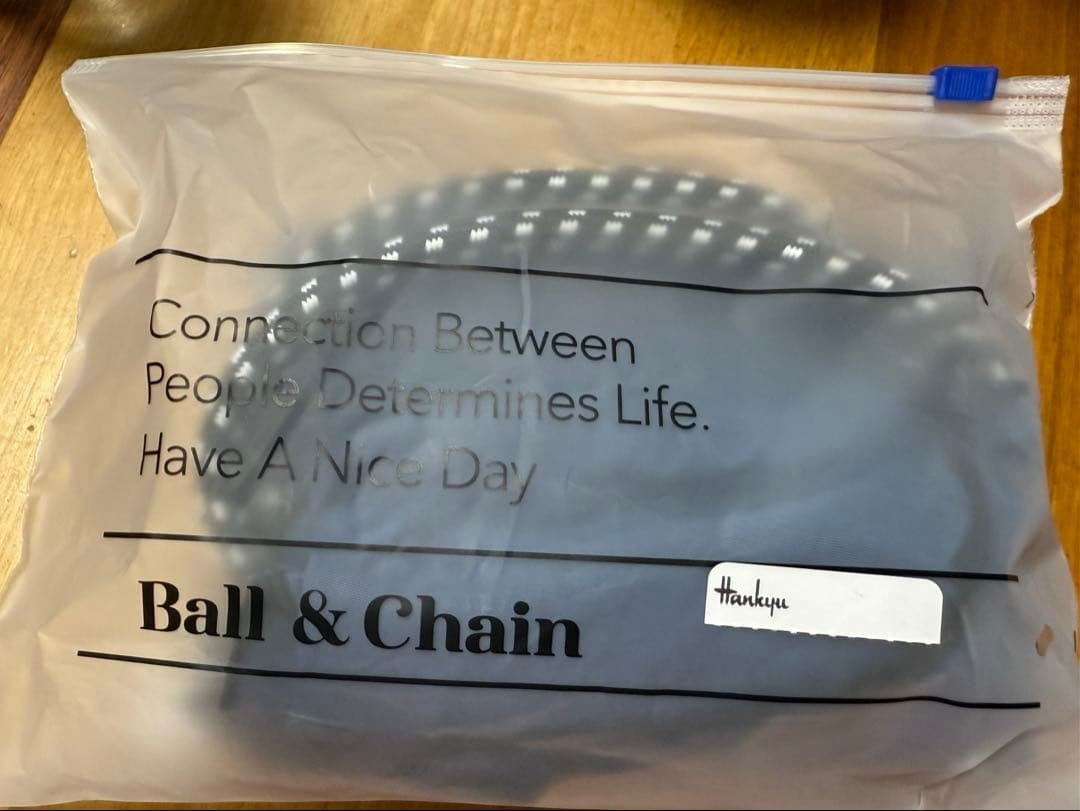 Connection Between
People Determines Life.
Have A Nice Day
Ball & Chain
Hankyu